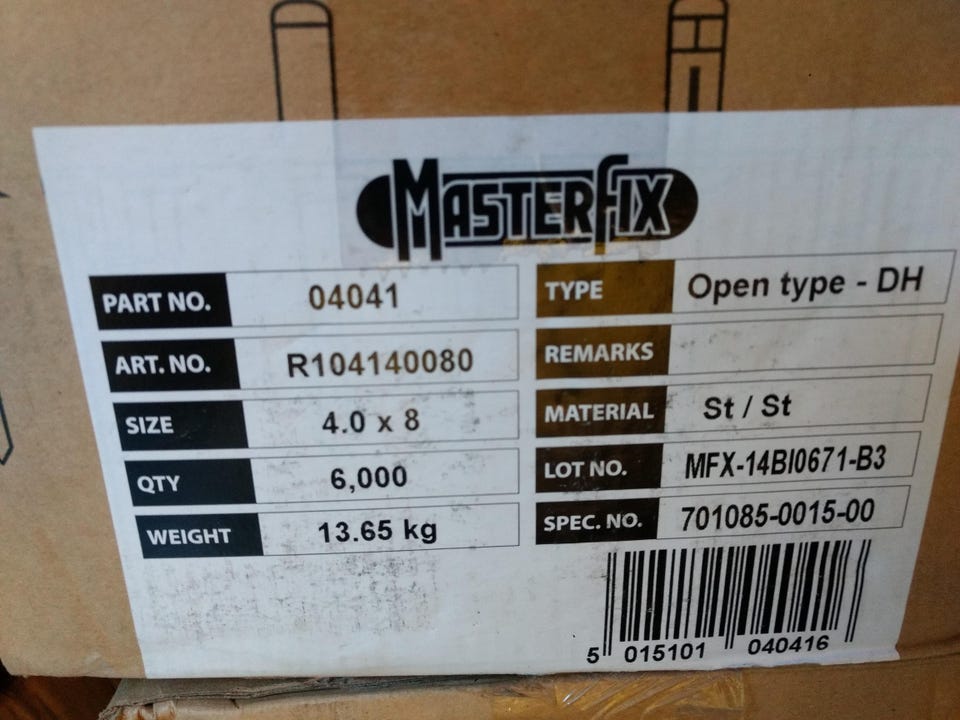 MASTERFIX
PART NO. 04041
ART. NO. R104140080
SIZE 4.0 x 8
QTY 6,000
WEIGHT 13.65 kg
TYPE Open type - DH
REMARKS
MATERIAL St / St
LOT NO. MFX-14BI0671-B3
SPEC. NO. 701085-0015-00
5 015101 040416